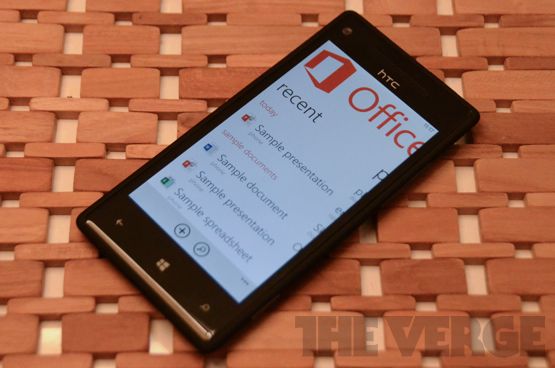 hTC
Office
recent
today
Sample presentation
phone
sample documents
Sample document
phone
Sample presentation
phone
Sample spreadsheet
phone
THE VERGE